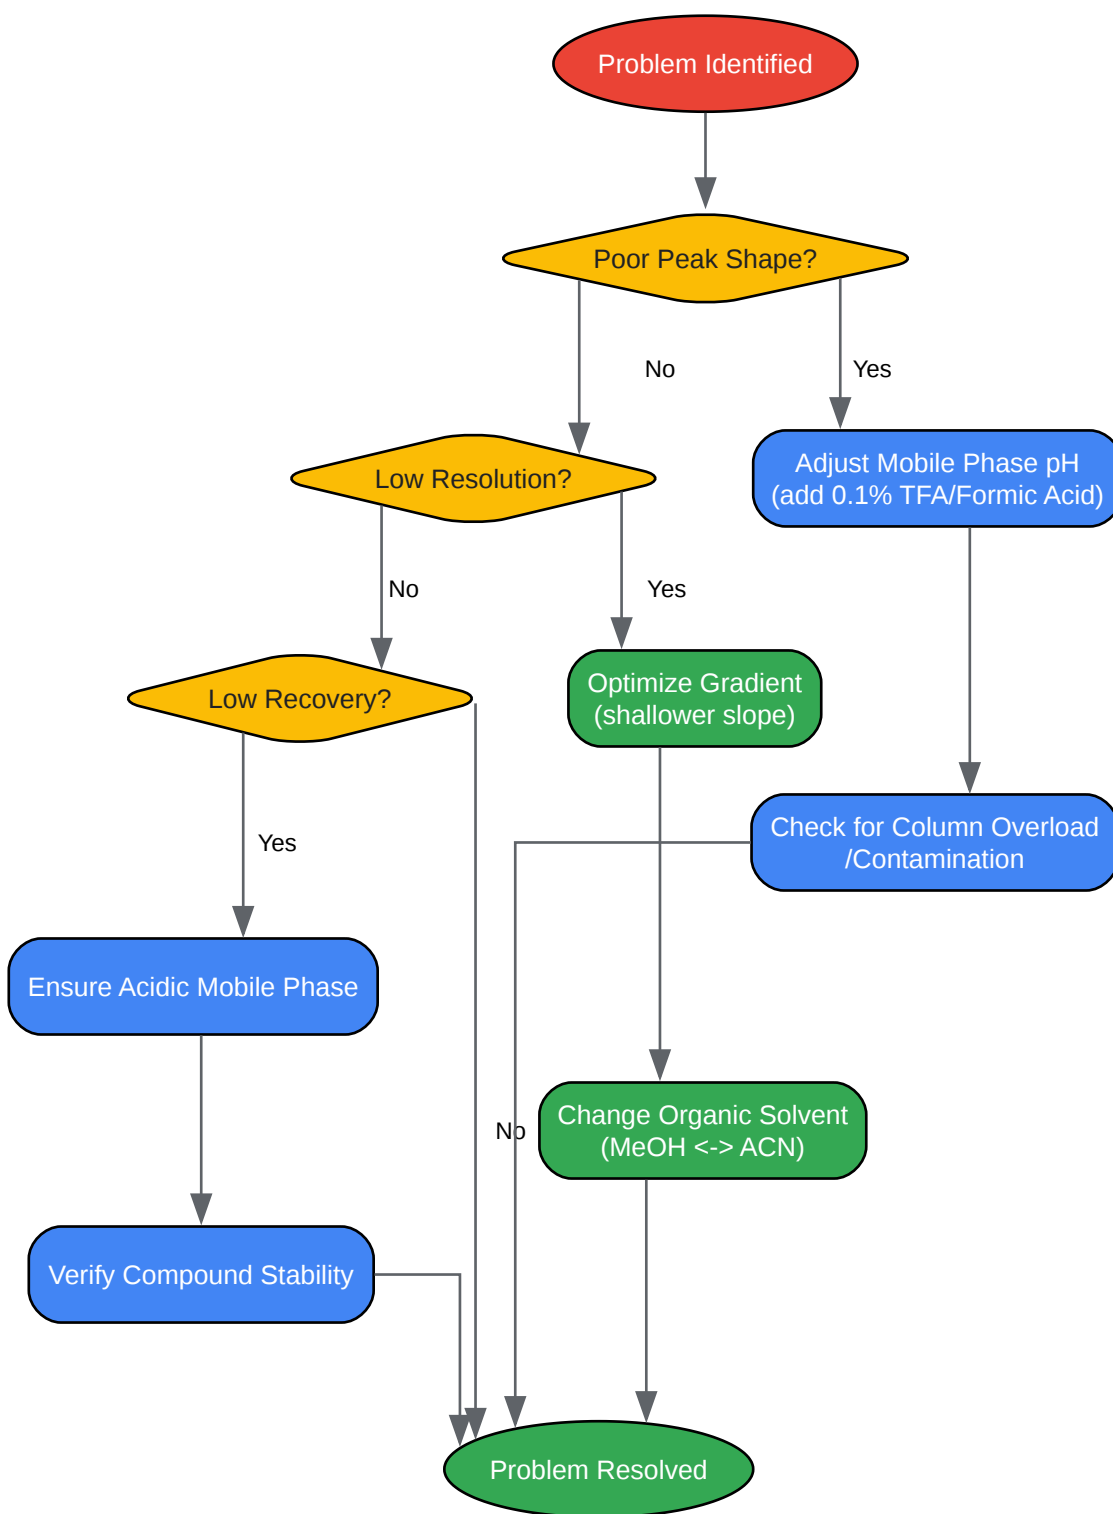 Problem Identified
Poor Peak Shape?
No
Yes
Low Resolution?
Adjust Mobile Phase pH
(add 0.1% TFA/Formic Acid)
No
Yes
Low Recovery?
Optimize Gradient
(shallower slope)
Yes
Check for Column Overload
/Contamination
Ensure Acidic Mobile Phase
No
Change Organic Solvent
(MeOH <-> ACN)
Verify Compound Stability
Problem Resolved